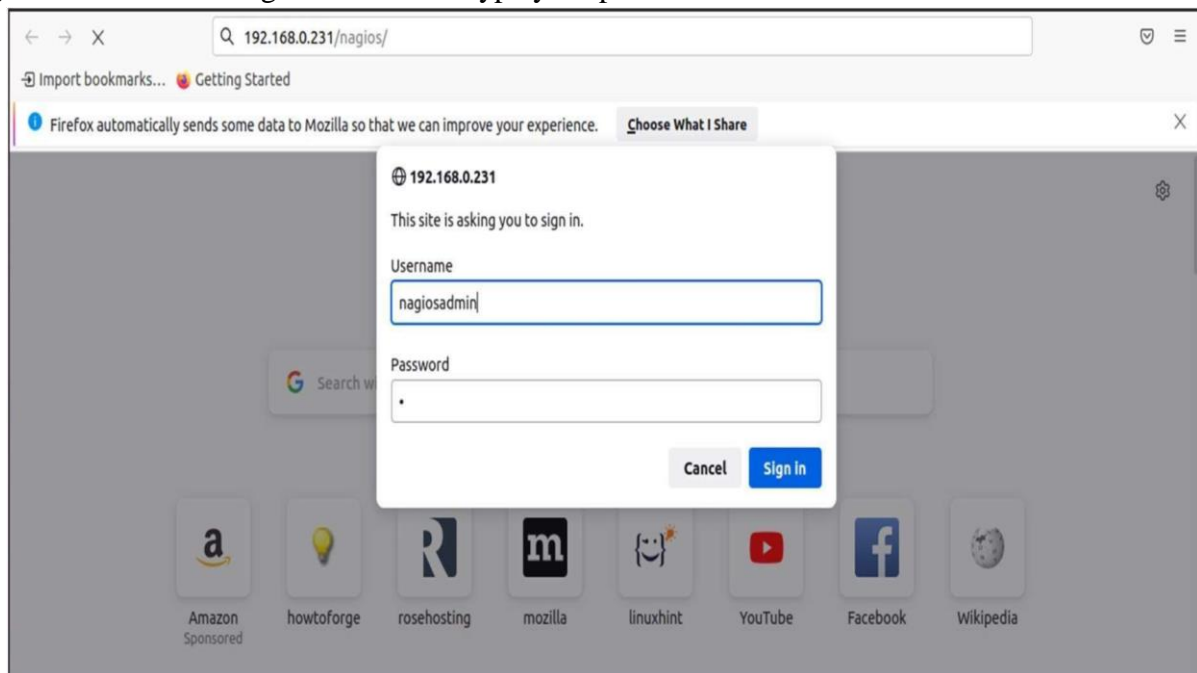 192.168.0.231/nagios/
Import bookmarks... Getting Started
Firefox automatically sends some data to Mozilla so that we can improve your experience. Choose What I Share
192.168.0.231
This site is asking you to sign in.
Username
nagiosadmin
Password
G Search
Cancel Sign in
a R m
Amazon howtoforge rosehosting mozilla linuxhint YouTube Facebook Wikipedia
Sponsored